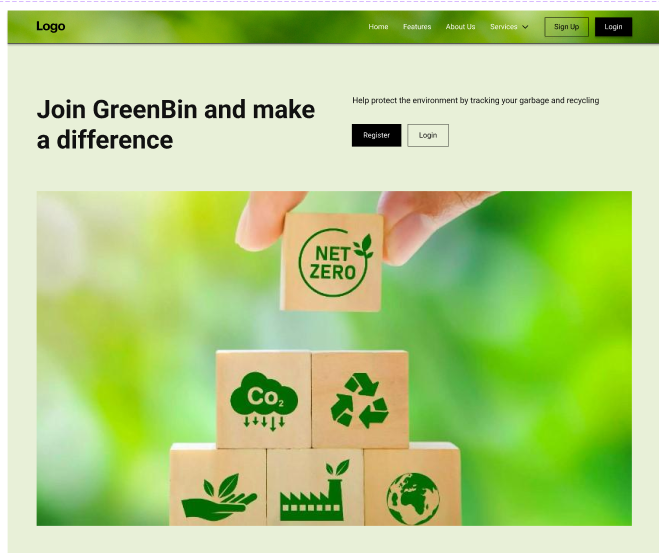 Logo
Home Features About Us Services Sign Up Login
Join GreenBin and make
a difference
Help protect the environment by tracking your garbage and recycling
Register Login
NET
ZERO
Co2